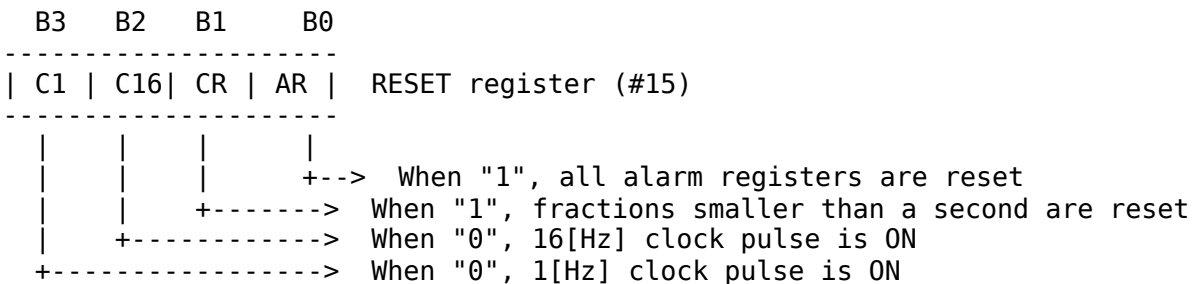 B3 B2 B1 B0
---------------------
| C1 | C16| CR | AR | RESET register (#15)
---------------------
| | | |
| | | +--> When "1", all alarm registers are reset
| | +-------> When "1", fractions smaller than a second are reset
| +------------> When "0", 16[Hz] clock pulse is ON
+-----------------> When "0", 1[Hz] clock pulse is ON